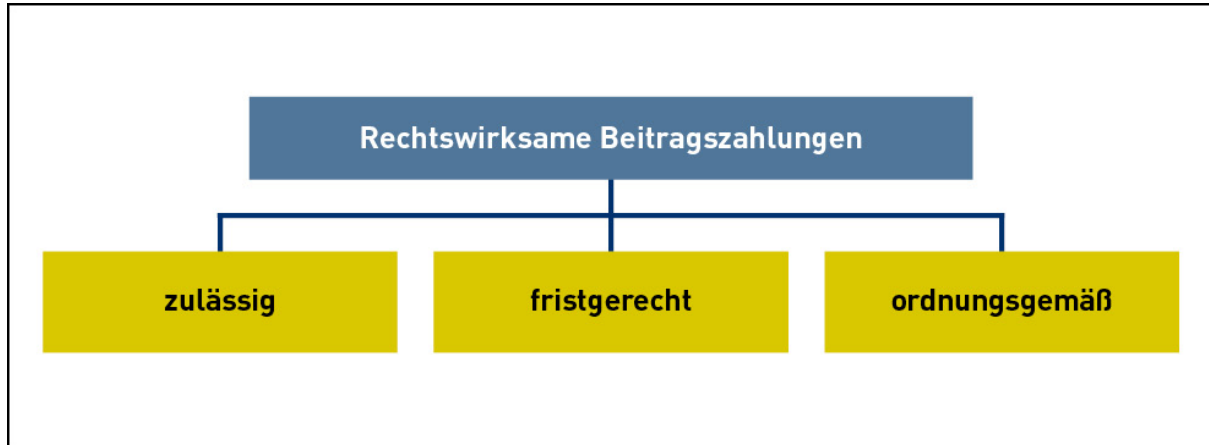 Rechtswirksame Beitragszahlungen
zulässig
fristgerecht
ordnungsgemäß